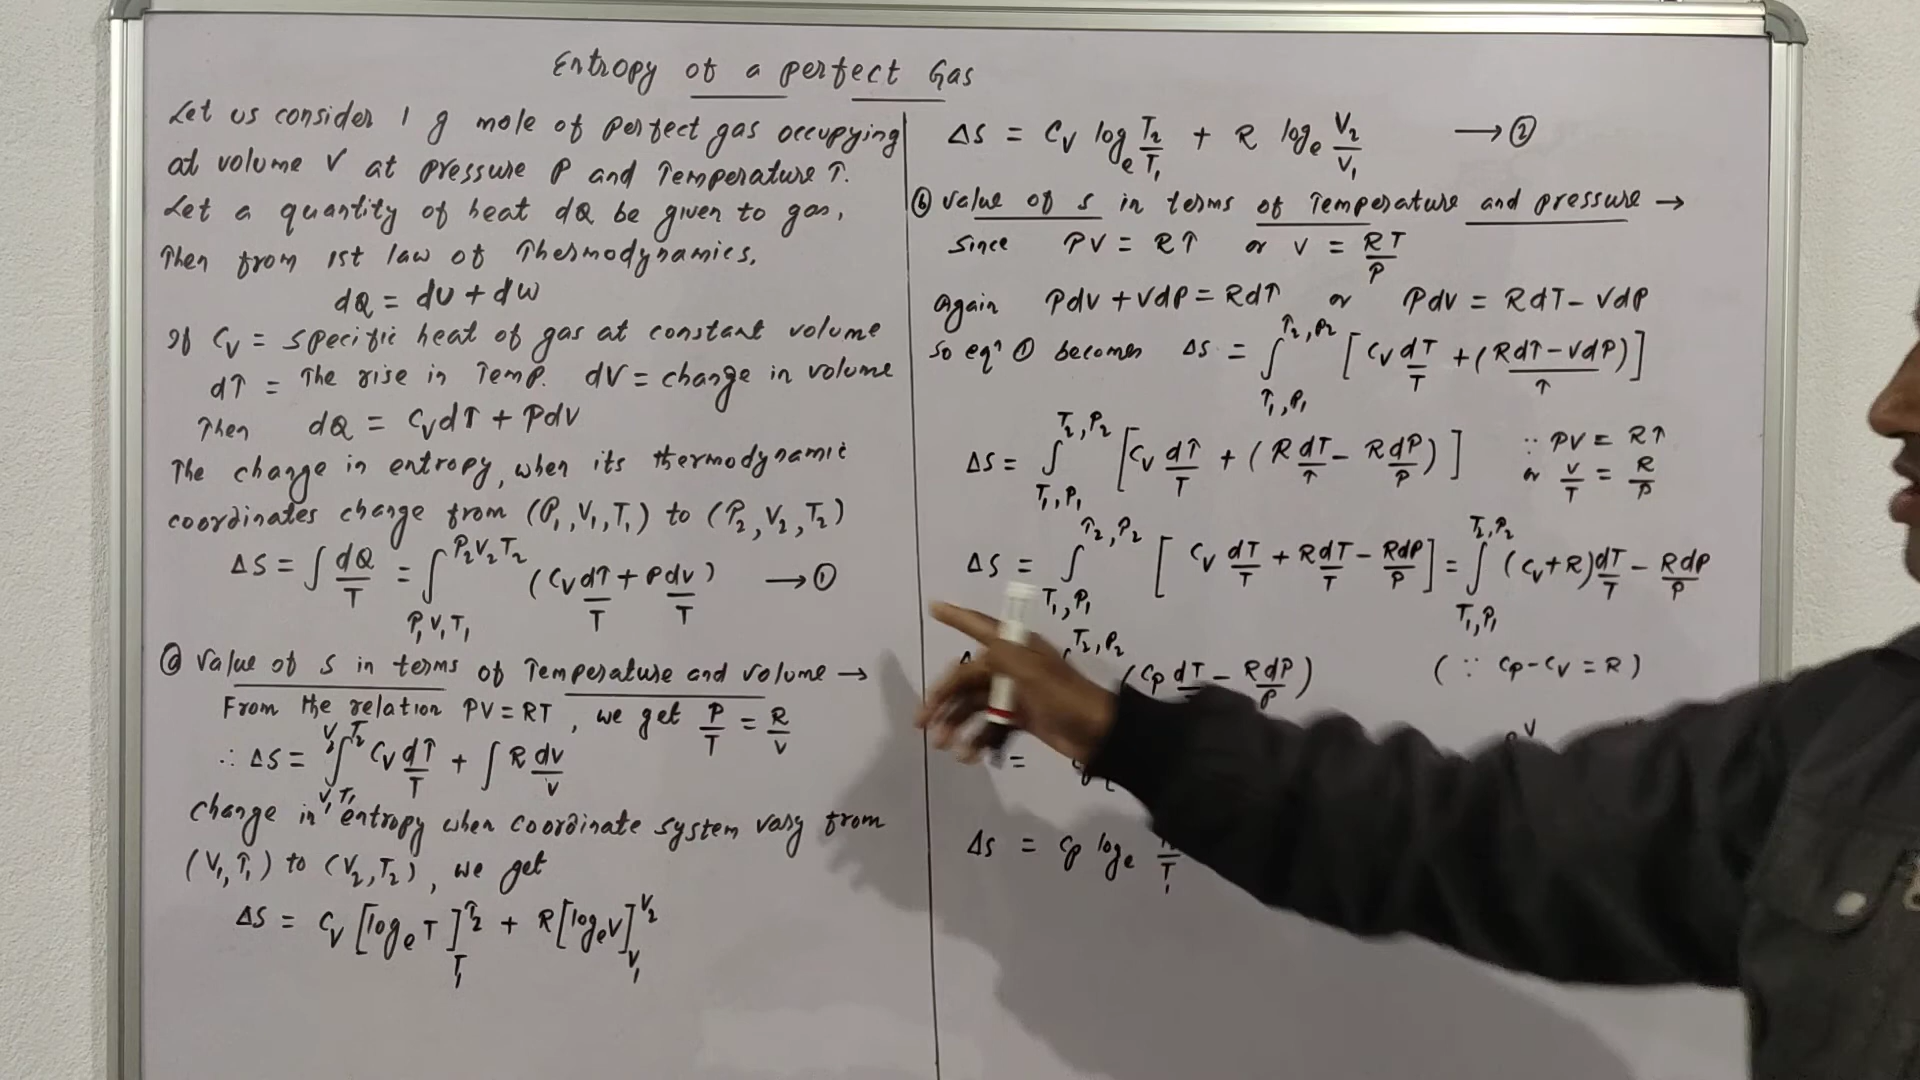 Entropy of a perfect Gas
Let us consider 1 g mole of perfect gas occupying
at volume V at pressure P and Temperature T.
Let a quantity of heat dQ be given to gas,
Then from 1st law of Thermodynamics,
dQ = dU + dW
If Cv = specific heat of gas at constant volume
dT = The rise in Temp. dV = change in volume
Then dQ = CvdT + PdV
The change in entropy, when its thermodynamic
coordinates change from (P₁,V₁,T₁) to (P₂,V₂,T₂)
ΔS = ∫ dQ/T = ∫_{P₁V₁T₁}^{P₂V₂T₂} (Cv dT/T + P dv/T) → ①
ⓐ Value of S in terms of Temperature and volume →
From the relation PV = RT, we get P/T = R/V
∴ ΔS = ∫_{V₁T₁}^{V₂T₂} Cv dT/T + ∫ R dv/v
change in entropy when coordinate system vary from
(V₁,T₁) to (V₂,T₂), we get
ΔS = Cv [logₑ T]_{T₁}^{T₂} + R [logₑ V]_{V₁}^{V₂}
ΔS = Cv logₑ T₂/T₁ + R logₑ V₂/V₁ → ②
ⓑ Value of S in terms of Temperature and pressure →
Since PV = RT or V = RT/P
Again PdV + VdP = RdT or PdV = RdT - VdP
So eqⁿ ① becomes ΔS = ∫_{T₁,P₁}^{T₂,P₂} [Cv dT/T + (RdT - VdP)/T]
ΔS = ∫_{T₁,P₁}^{T₂,P₂} [Cv dT/T + (R dT/T - R dP/P)] ∵ PV = RT
or V/T = R/P
ΔS = ∫_{T₁,P₁}^{T₂,P₂} [Cv dT/T + R dT/T - R dP/P] = ∫_{T₁,P₁}^{T₂,P₂} (Cv+R) dT/T - R dP/P
T₂,P₂ (Cp dT - R dP/P) (∵ Cp - Cv = R)
=
ΔS = Cp logₑ /T₁